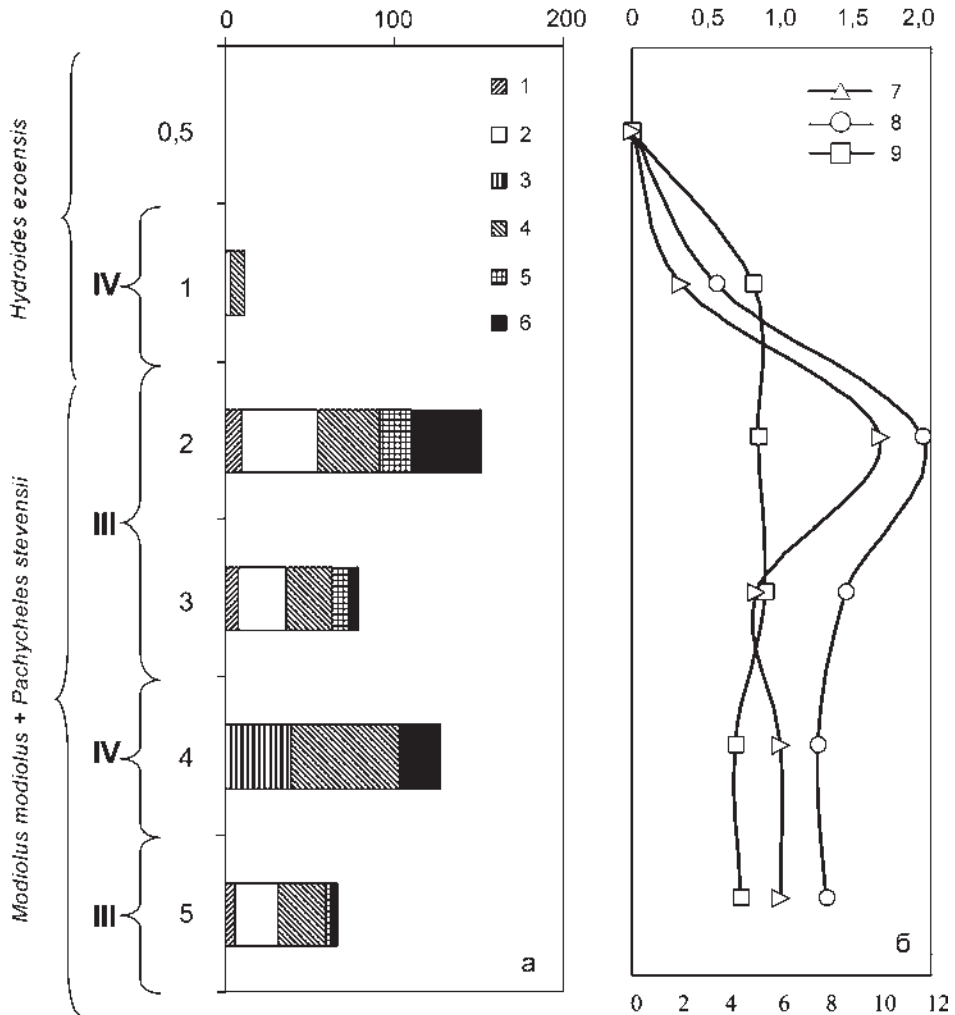 0 100 200
0 0,5 1,0 1,5 2,0
1
2
3
4
5
6
7
8
9
Hydroides ezoensis
Modiolus modiolus + Pachycheles stevensii
0,5
IV 1
2
III
3
IV 4
III 5
а
б
0 2 4 6 8 10 12